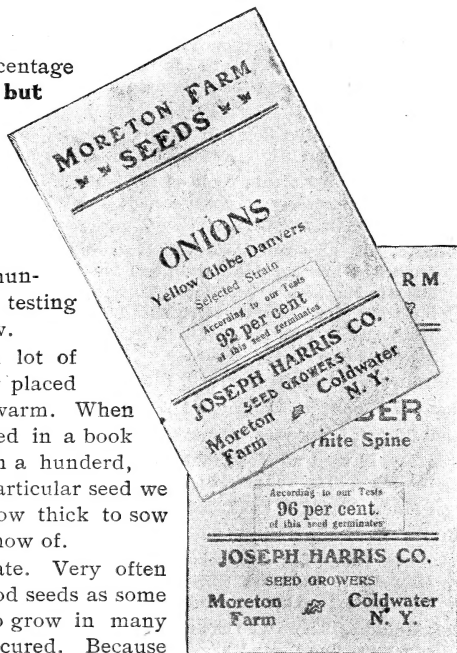 centage
but
hun-
testing
lot of
placed
warm. When
ed in a book
n a hunderd,
articular seed we
ow thick to sow
now of.
ate. Very often
od seeds as some
o grow in many
cured. Because
MORETON FARM
SEEDS
ONIONS
Yellow Globe Danvers
Selected Strain
According to our Tests
92 per cent
of this seed germinates
JOSEPH HARRIS CO.
SEED GROWERS
Moreton Coldwater
Farm N. Y.
RM
BER
hite Spine
According to our Tests
96 per cent.
of this seed germinates
JOSEPH HARRIS CO.
SEED GROWERS
Moreton Coldwater
Farm N. Y.